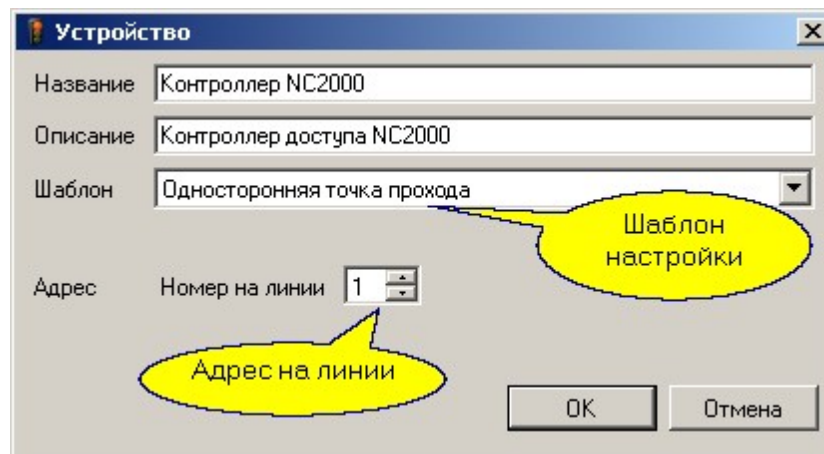 Устройство
Название Контроллер NC2000
Описание Контроллер доступа NC2000
Шаблон Односторонняя точка прохода
Шаблон
настройки
Адрес Номер на линии 1
Адрес на линии
OK Отмена